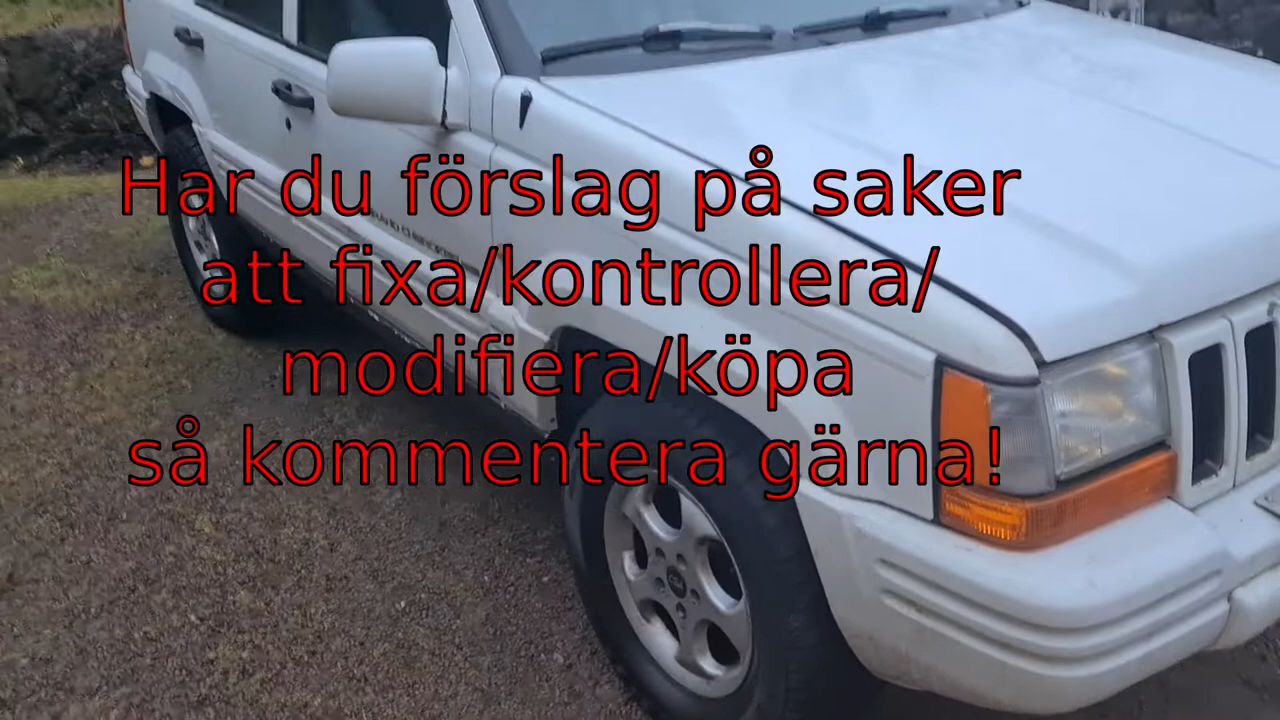 Har du förslag på saker
att fixa/kontrollera/
modifiera/köpa
så kommentera gärna!